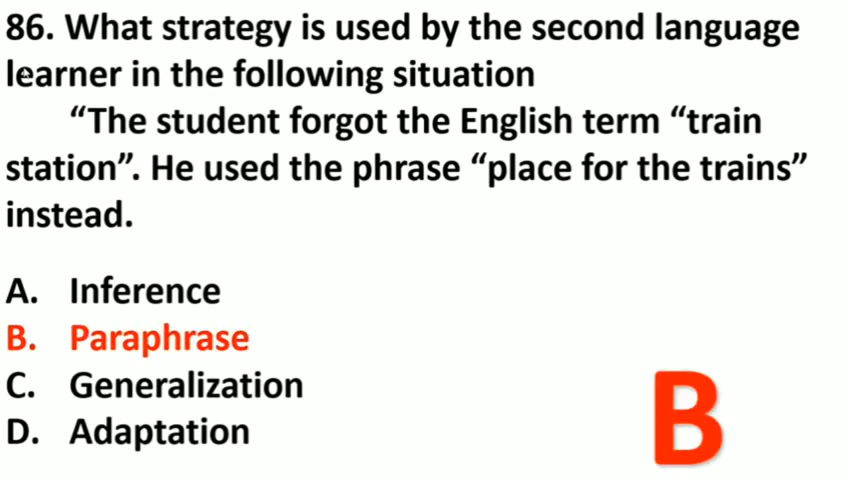 86. What strategy is used by the second language
learner in the following situation
“The student forgot the English term “train
station”. He used the phrase “place for the trains”
instead.
A. Inference
B. Paraphrase
C. Generalization
D. Adaptation
B